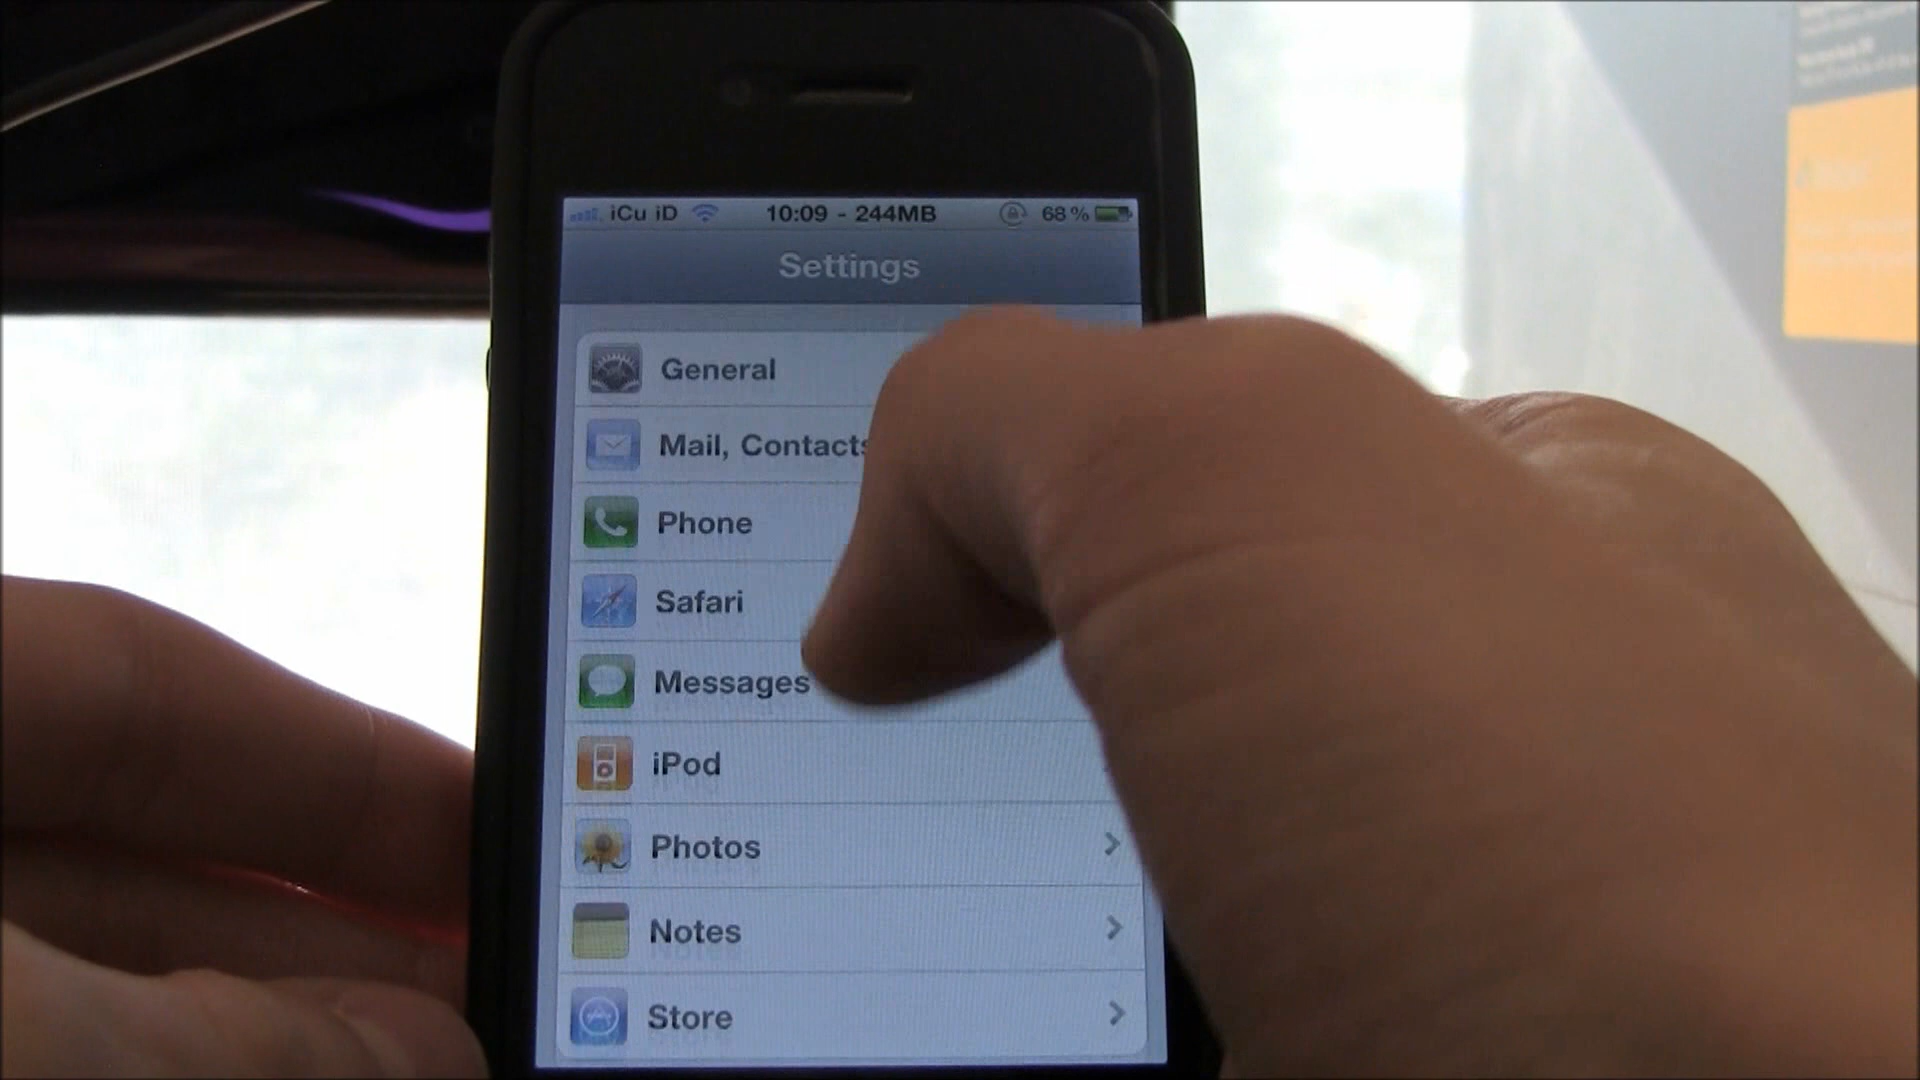 iCu iD 10:09 - 244MB 68%
Settings
General
Mail, Contacts
Phone
Safari
Messages
iPod
Photos
Notes
Store